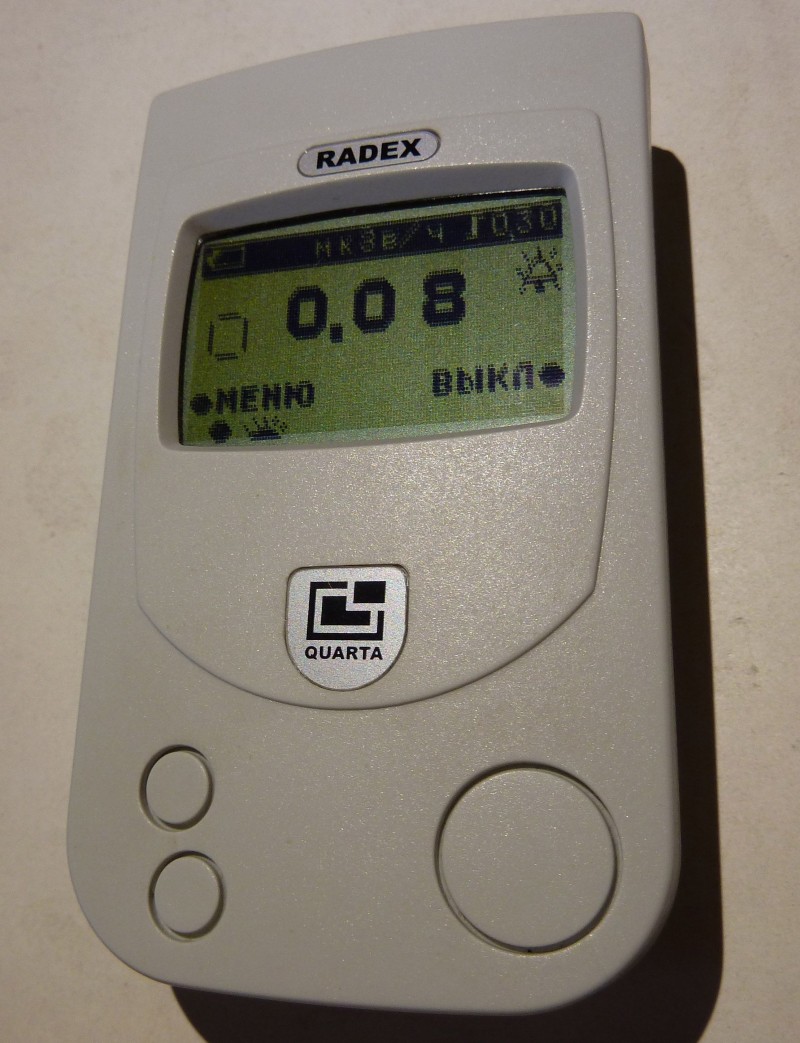 RADEX
мкЗв/ч 0.30
0.08
●МЕНЮ ВЫКЛ●
QUARTA